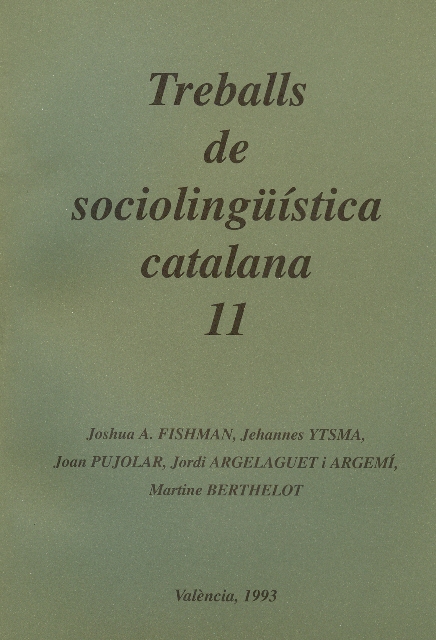 Treballs
de
sociolingüística
catalana
11
Joshua A. FISHMAN, Jehannes YTSMA,
Joan PUJOLAR, Jordi ARGELAGUET i ARGEMÍ,
Martine BERTHELOT
València, 1993